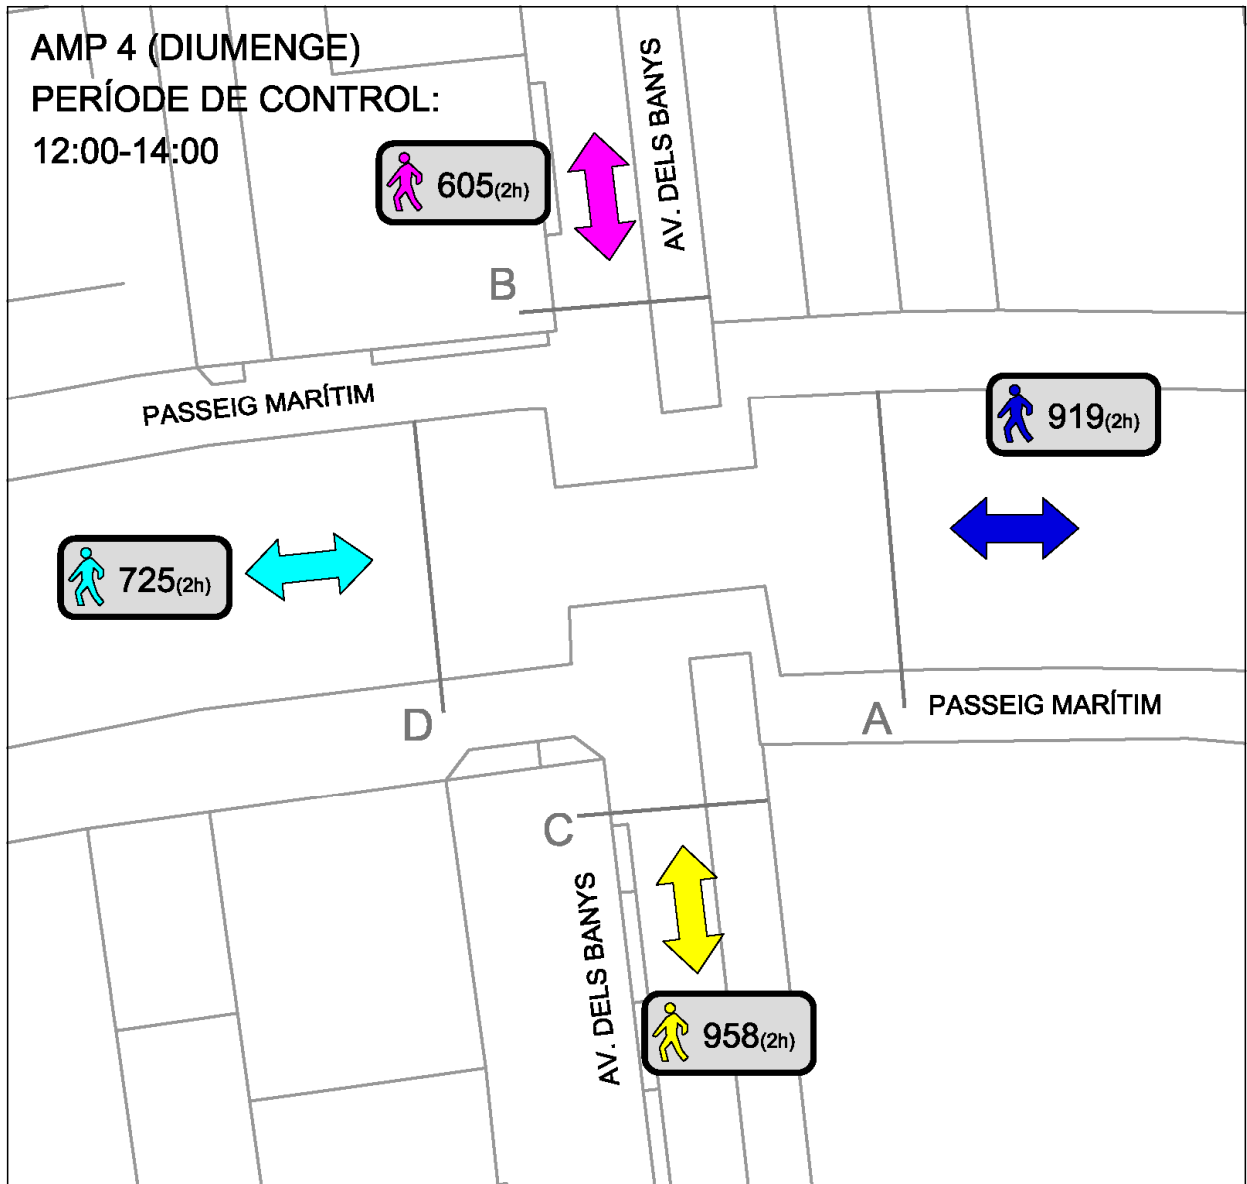 AMP 4 (DIUMENGE)
PERÍODE DE CONTROL:
12:00-14:00
605(2h)
AV. DELS BANYS
B
PASSEIG MARÍTIM
919(2h)
725(2h)
D
A
PASSEIG MARÍTIM
C
AV. DELS BANYS
958(2h)